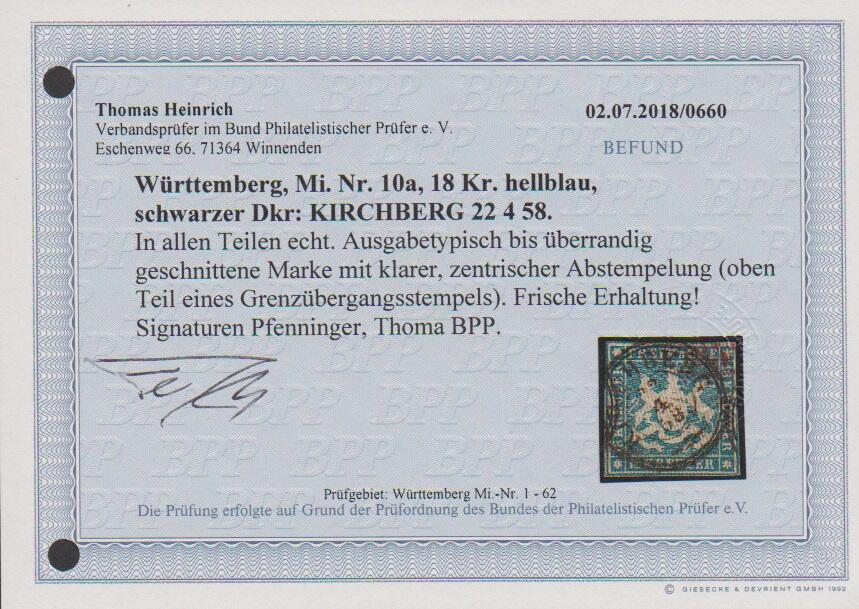 Thomas Heinrich
Verbandsprüfer im Bund Philatelistischer Prüfer e. V.
Eschenweg 66, 71364 Winnenden
02.07.2018/0660
BEFUND
Württemberg, Mi. Nr. 10a, 18 Kr. hellblau,
schwarzer Dkr: KIRCHBERG 22 4 58.
In allen Teilen echt. Ausgabetypisch bis überrandig
geschnittene Marke mit klarer, zentrischer Abstempelung (oben
Teil eines Grenzübergangsstempels). Frische Erhaltung!
Signaturen Pfenninger, Thoma BPP.
Prüfgebiet: Württemberg Mi.-Nr. 1 - 62
Die Prüfung erfolgte auf Grund der Prüfordnung des Bundes der Philatelistischen Prüfer e.V.
© GIESECKE & DEVRIENT GMBH 1992